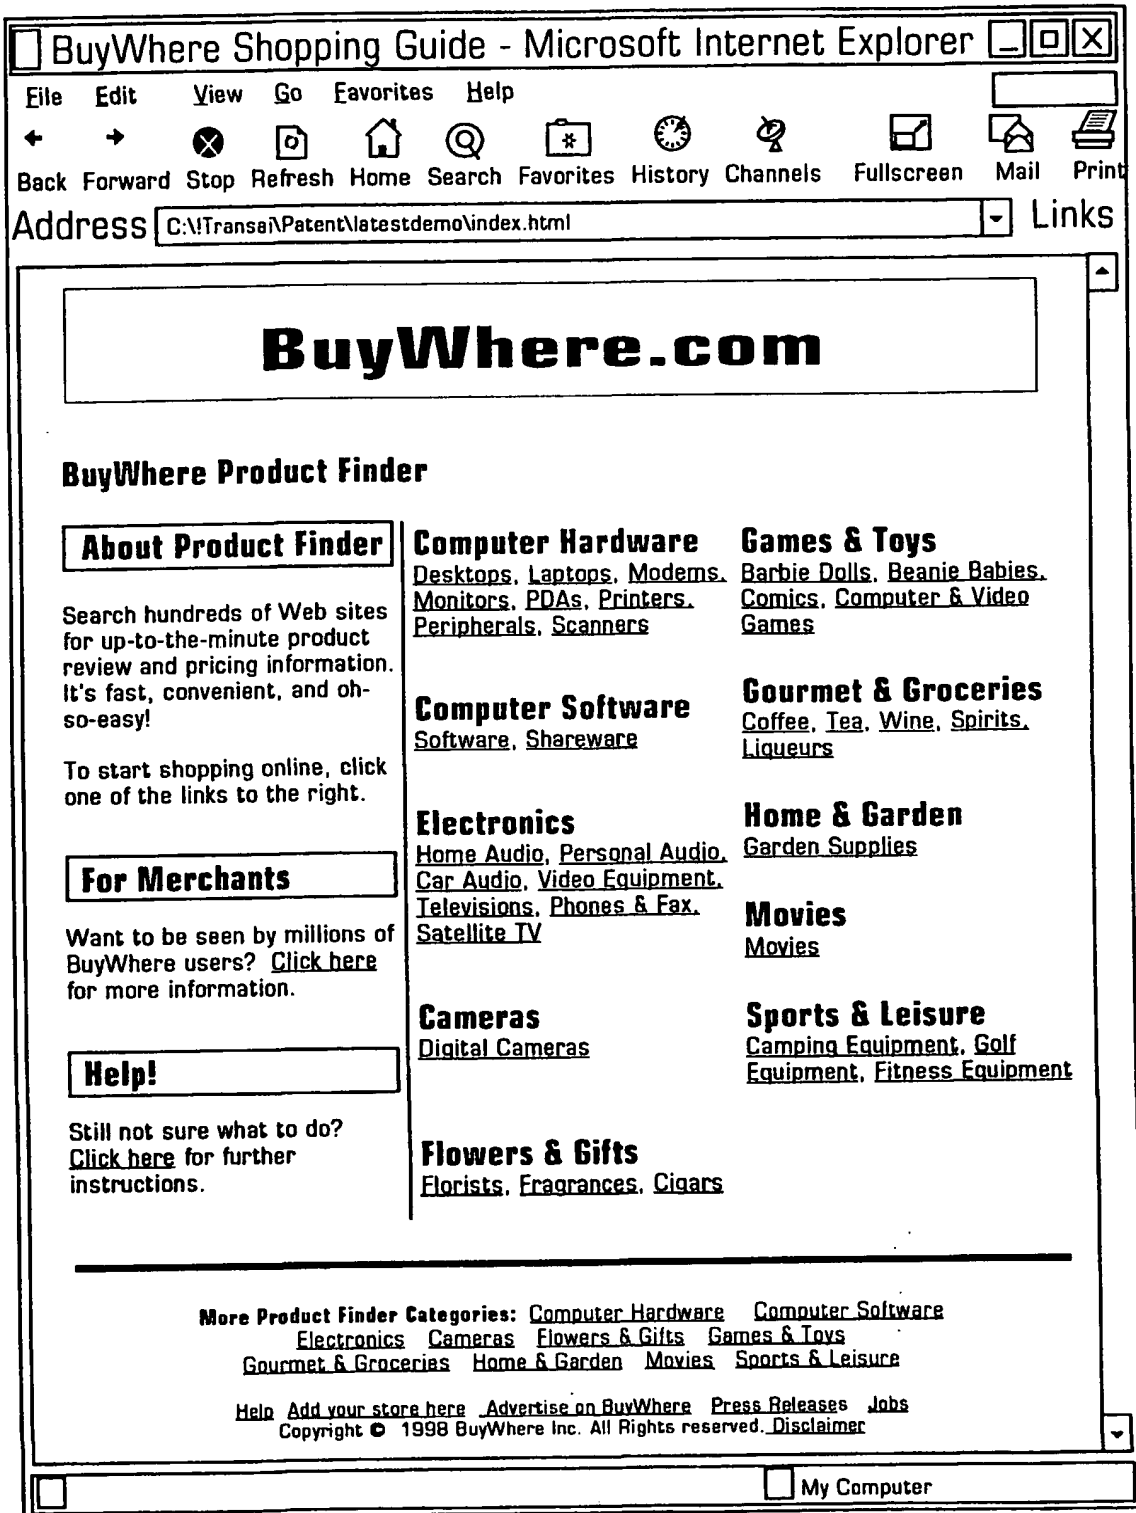 BuyWhere Shopping Guide - Microsoft Internet Explorer
File Edit View Go Favorites Help
Back Forward Stop Refresh Home Search Favorites History Channels Fullscreen Mail Print
Address C:\!Transai\Patent\latestdemo\index.html Links
BuyWhere.com
BuyWhere Product Finder
About Product Finder
Search hundreds of Web sites
for up-to-the-minute product
review and pricing information.
It's fast, convenient, and oh-
so-easy!
To start shopping online, click
one of the links to the right.
For Merchants
Want to be seen by millions of
BuyWhere users? Click here
for more information.
Help!
Still not sure what to do?
Click here for further
instructions.
Computer Hardware
Desktops, Laptops, Modems,
Monitors, PDAs, Printers,
Peripherals, Scanners
Computer Software
Software, Shareware
Electronics
Home Audio, Personal Audio,
Car Audio, Video Equipment,
Televisions, Phones & Fax,
Satellite TV
Cameras
Digital Cameras
Flowers & Gifts
Florists, Fragrances, Cigars
Games & Toys
Barbie Dolls, Beanie Babies,
Comics, Computer & Video
Games
Gourmet & Groceries
Coffee, Tea, Wine, Spirits,
Liqueurs
Home & Garden
Garden Supplies
Movies
Movies
Sports & Leisure
Camping Equipment, Golf
Equipment, Fitness Equipment
More Product Finder Categories: Computer Hardware Computer Software
Electronics Cameras Flowers & Gifts Games & Toys
Gourmet & Groceries Home & Garden Movies Sports & Leisure
Help Add your store here Advertise on BuyWhere Press Releases Jobs
Copyright © 1998 BuyWhere Inc. All Rights reserved. Disclaimer
My Computer